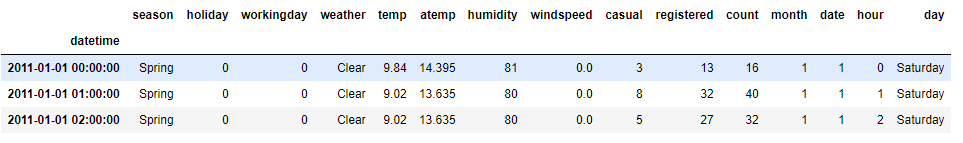 season holiday workingday weather temp atemp humidity windspeed casual registered count month date hour day
datetime
2011-01-01 00:00:00 Spring 0 0 Clear 9.84 14.395 81 0.0 3 13 16 1 1 0 Saturday
2011-01-01 01:00:00 Spring 0 0 Clear 9.02 13.635 80 0.0 8 32 40 1 1 1 Saturday
2011-01-01 02:00:00 Spring 0 0 Clear 9.02 13.635 80 0.0 5 27 32 1 1 2 Saturday